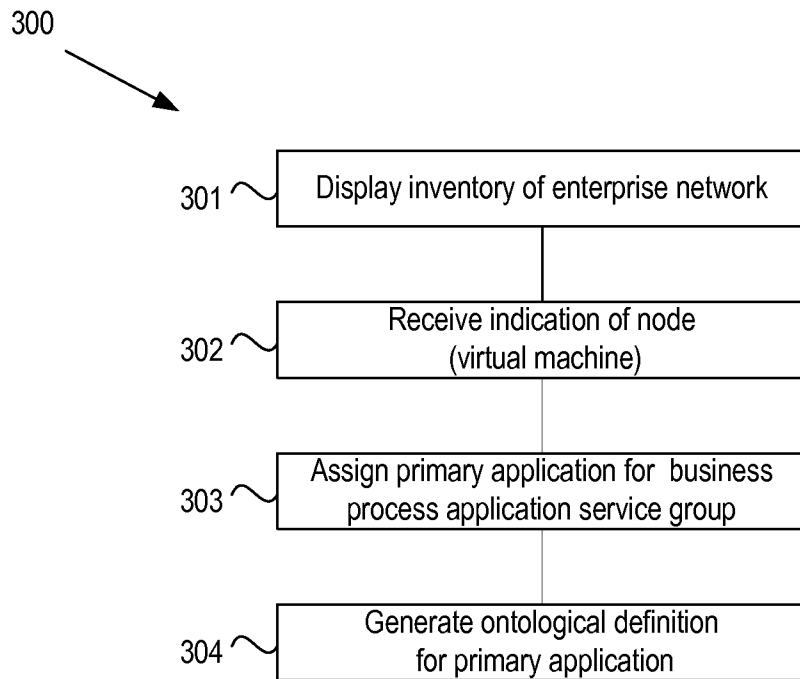 300
301
Display inventory of enterprise network
302
Receive indication of node
(virtual machine)
303
Assign primary application for business
process application service group
304
Generate ontological definition
for primary application